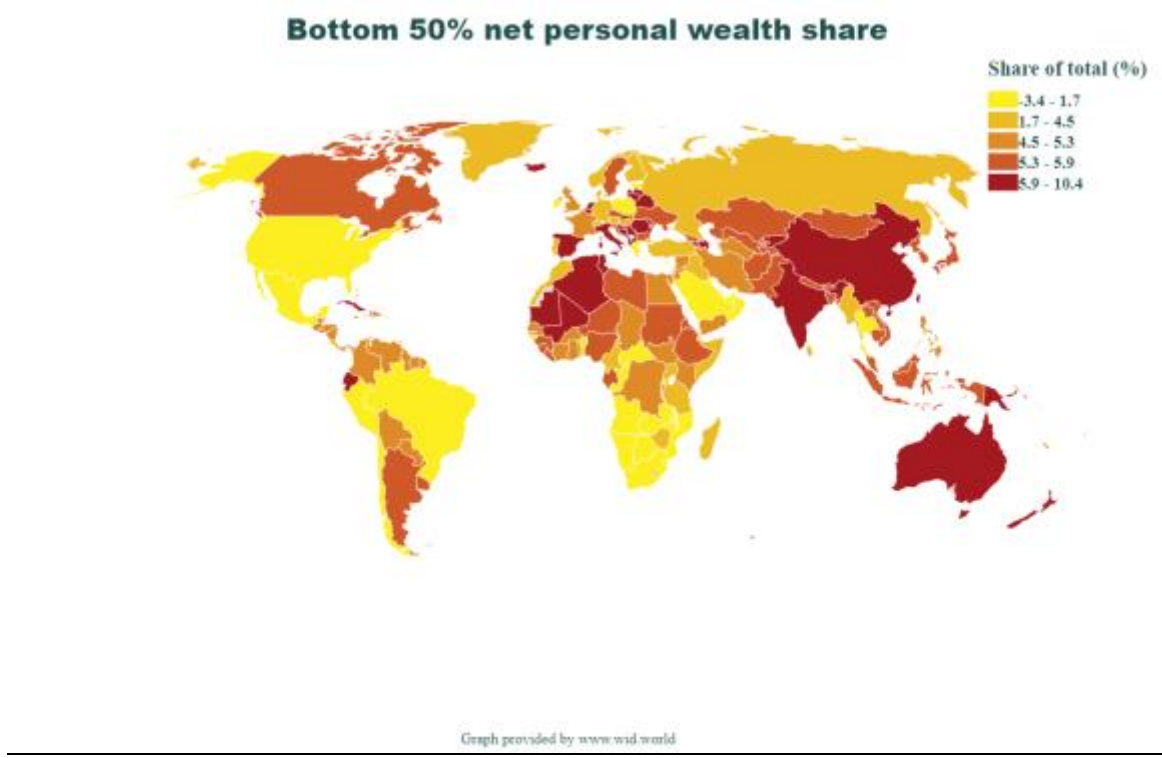 Bottom 50% net personal wealth share
Share of total (%)
-3.4 - 1.7
1.7 - 4.5
4.5 - 5.3
5.3 - 5.9
5.9 - 10.4
Graph provided by www.wid.world